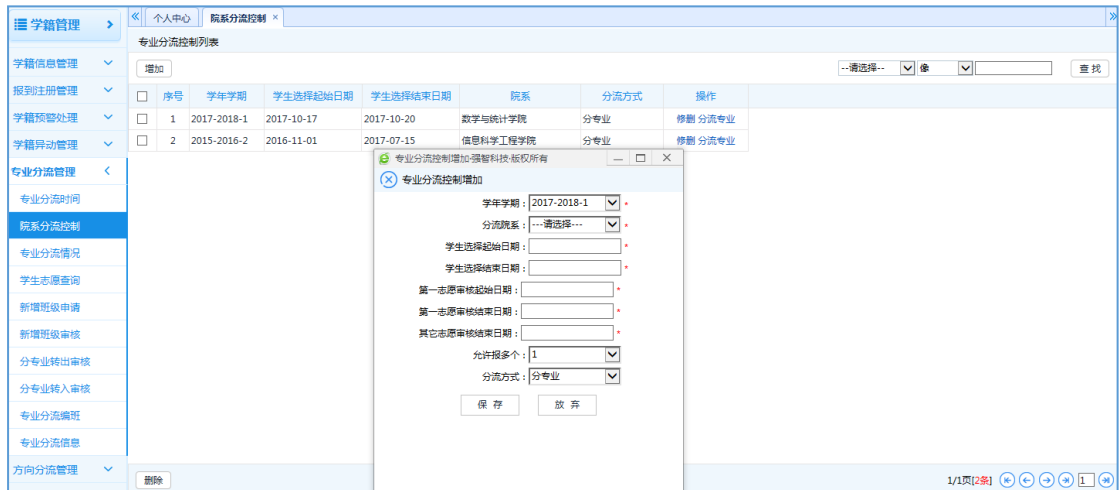 学籍管理
个人中心
院系分流控制 ×
专业分流控制列表
增加
--请选择--
像
查 找
序号 学年学期 学生选择起始日期 学生选择结束日期 院系 分流方式 操作
1 2017-2018-1 2017-10-17 2017-10-20 数学与统计学院 分专业 修删 分流专业
2 2015-2016-2 2016-11-01 2017-07-15 信息科学工程学院 分专业 修删 分流专业
学籍信息管理
报到注册管理
学籍预警处理
学籍异动管理
专业分流管理
专业分流时间
院系分流控制
专业分流情况
学生志愿查询
新增班级申请
新增班级审核
分专业转出审核
分专业转入审核
专业分流编班
专业分流信息
方向分流管理
专业分流控制增加-强智科技-版权所有
专业分流控制增加
学年学期：2017-2018-1 *
分流院系：---请选择--- *
学生选择起始日期： *
学生选择结束日期： *
第一志愿审核起始日期： *
第一志愿审核结束日期： *
其它志愿审核结束日期： *
允许报多个：1
分流方式：分专业
保 存 放 弃
删除
1/1页[2条] 1